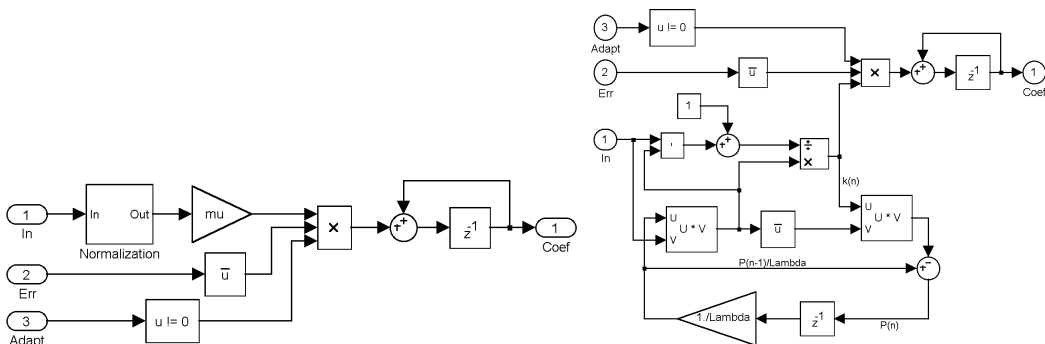 1
In
In Out
Normalization
mu
2
Err
u
3
Adapt
u != 0
×
+
+
z-1
1
Coef
3
Adapt
u != 0
2
Err
u
×
+
+
z-1
1
Coef
1
1
In
+
+
÷
×
k(n)
U
V
U * V
u
U
V
U * V
P(n-1)/Lambda
+
−
1./Lambda
z-1
P(n)